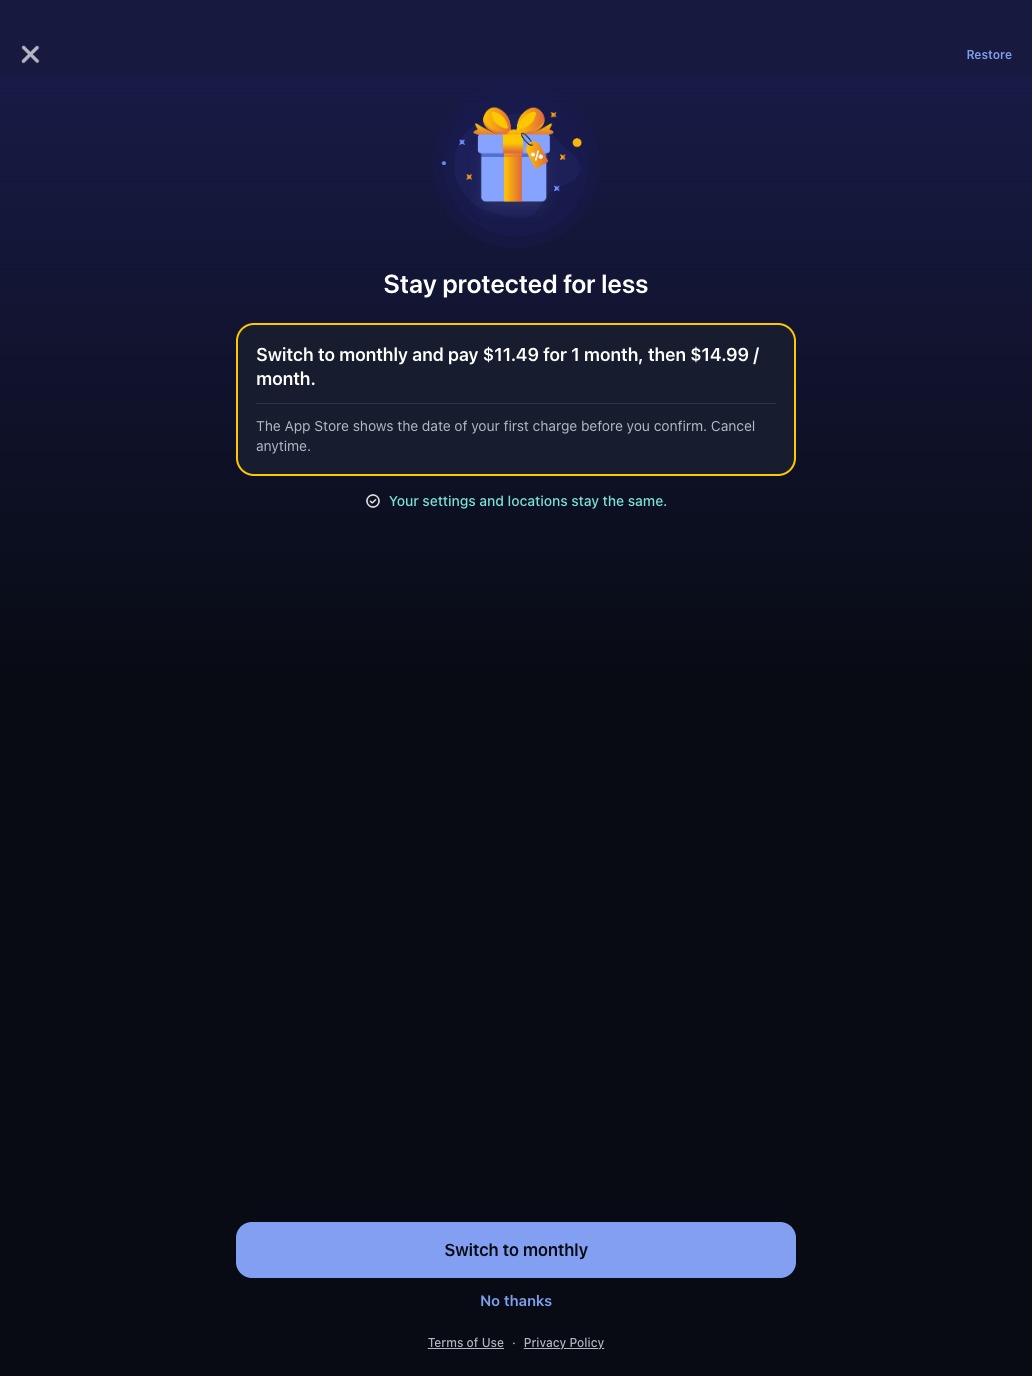 Restore
%
Stay protected for less
Switch to monthly and pay $11.49 for 1 month, then $14.99 /
month.
The App Store shows the date of your first charge before you confirm. Cancel
anytime.
Your settings and locations stay the same.
Switch to monthly
No thanks
Terms of Use · Privacy Policy